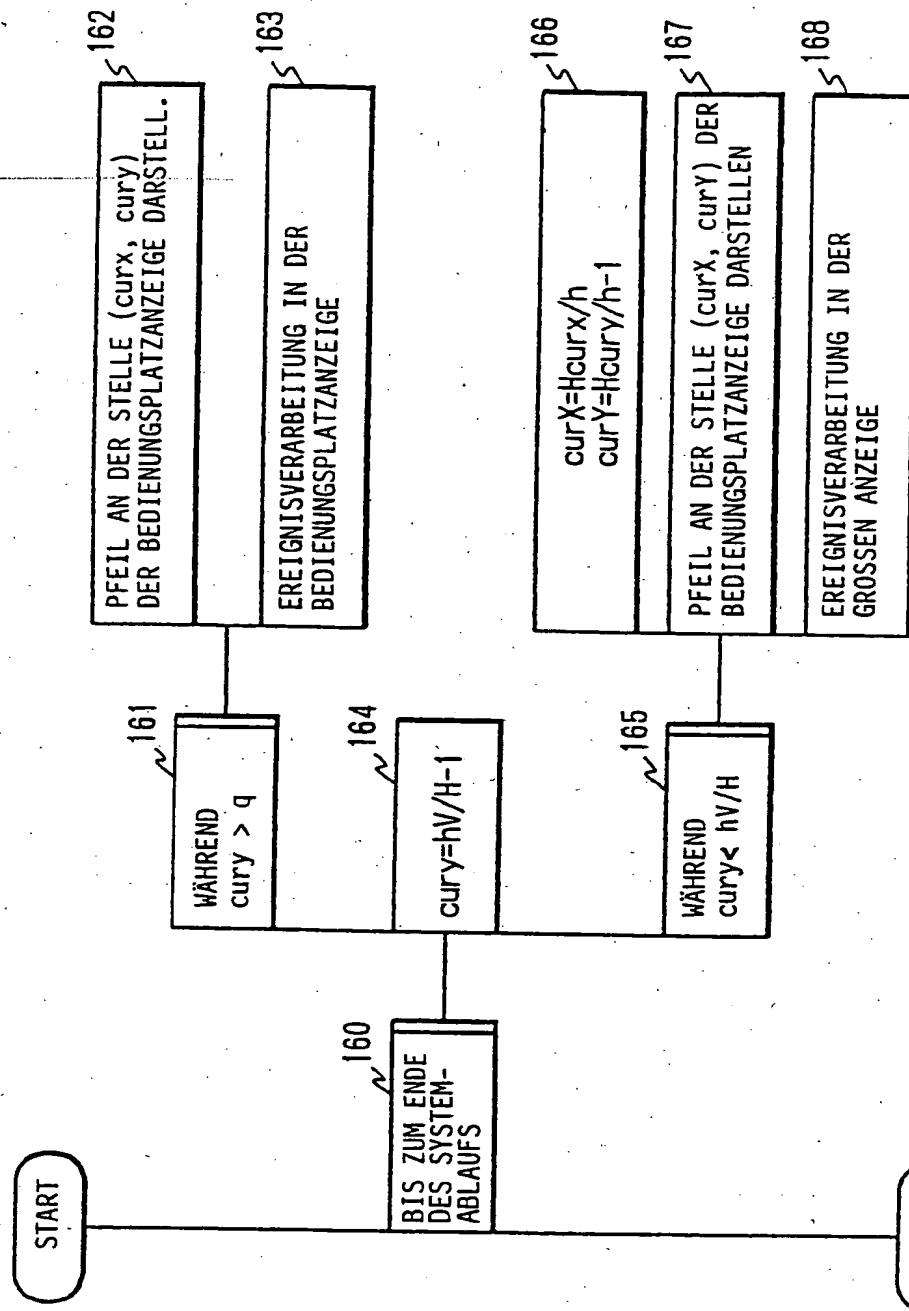 START
160
BIS ZUM ENDE
DES SYSTEM-
ABLAUFS
161
WÄHREND
cury > q
162
PFEIL AN DER STELLE (curx, cury)
DER BEDIENUNGSPLATZANZEIGE DARSTELL.
163
EREIGNISVERARBEITUNG IN DER
BEDIENUNGSPLATZANZEIGE
164
cury=hV/H-1
165
WÄHREND
cury< hV/H
166
curX=Hcurx/h
curY=Hcury/h-1
167
PFEIL AN DER STELLE (curX, curY) DER
BEDIENUNGSPLATZANZEIGE DARSTELLEN
168
EREIGNISVERARBEITUNG IN DER
GROSSEN ANZEIGE